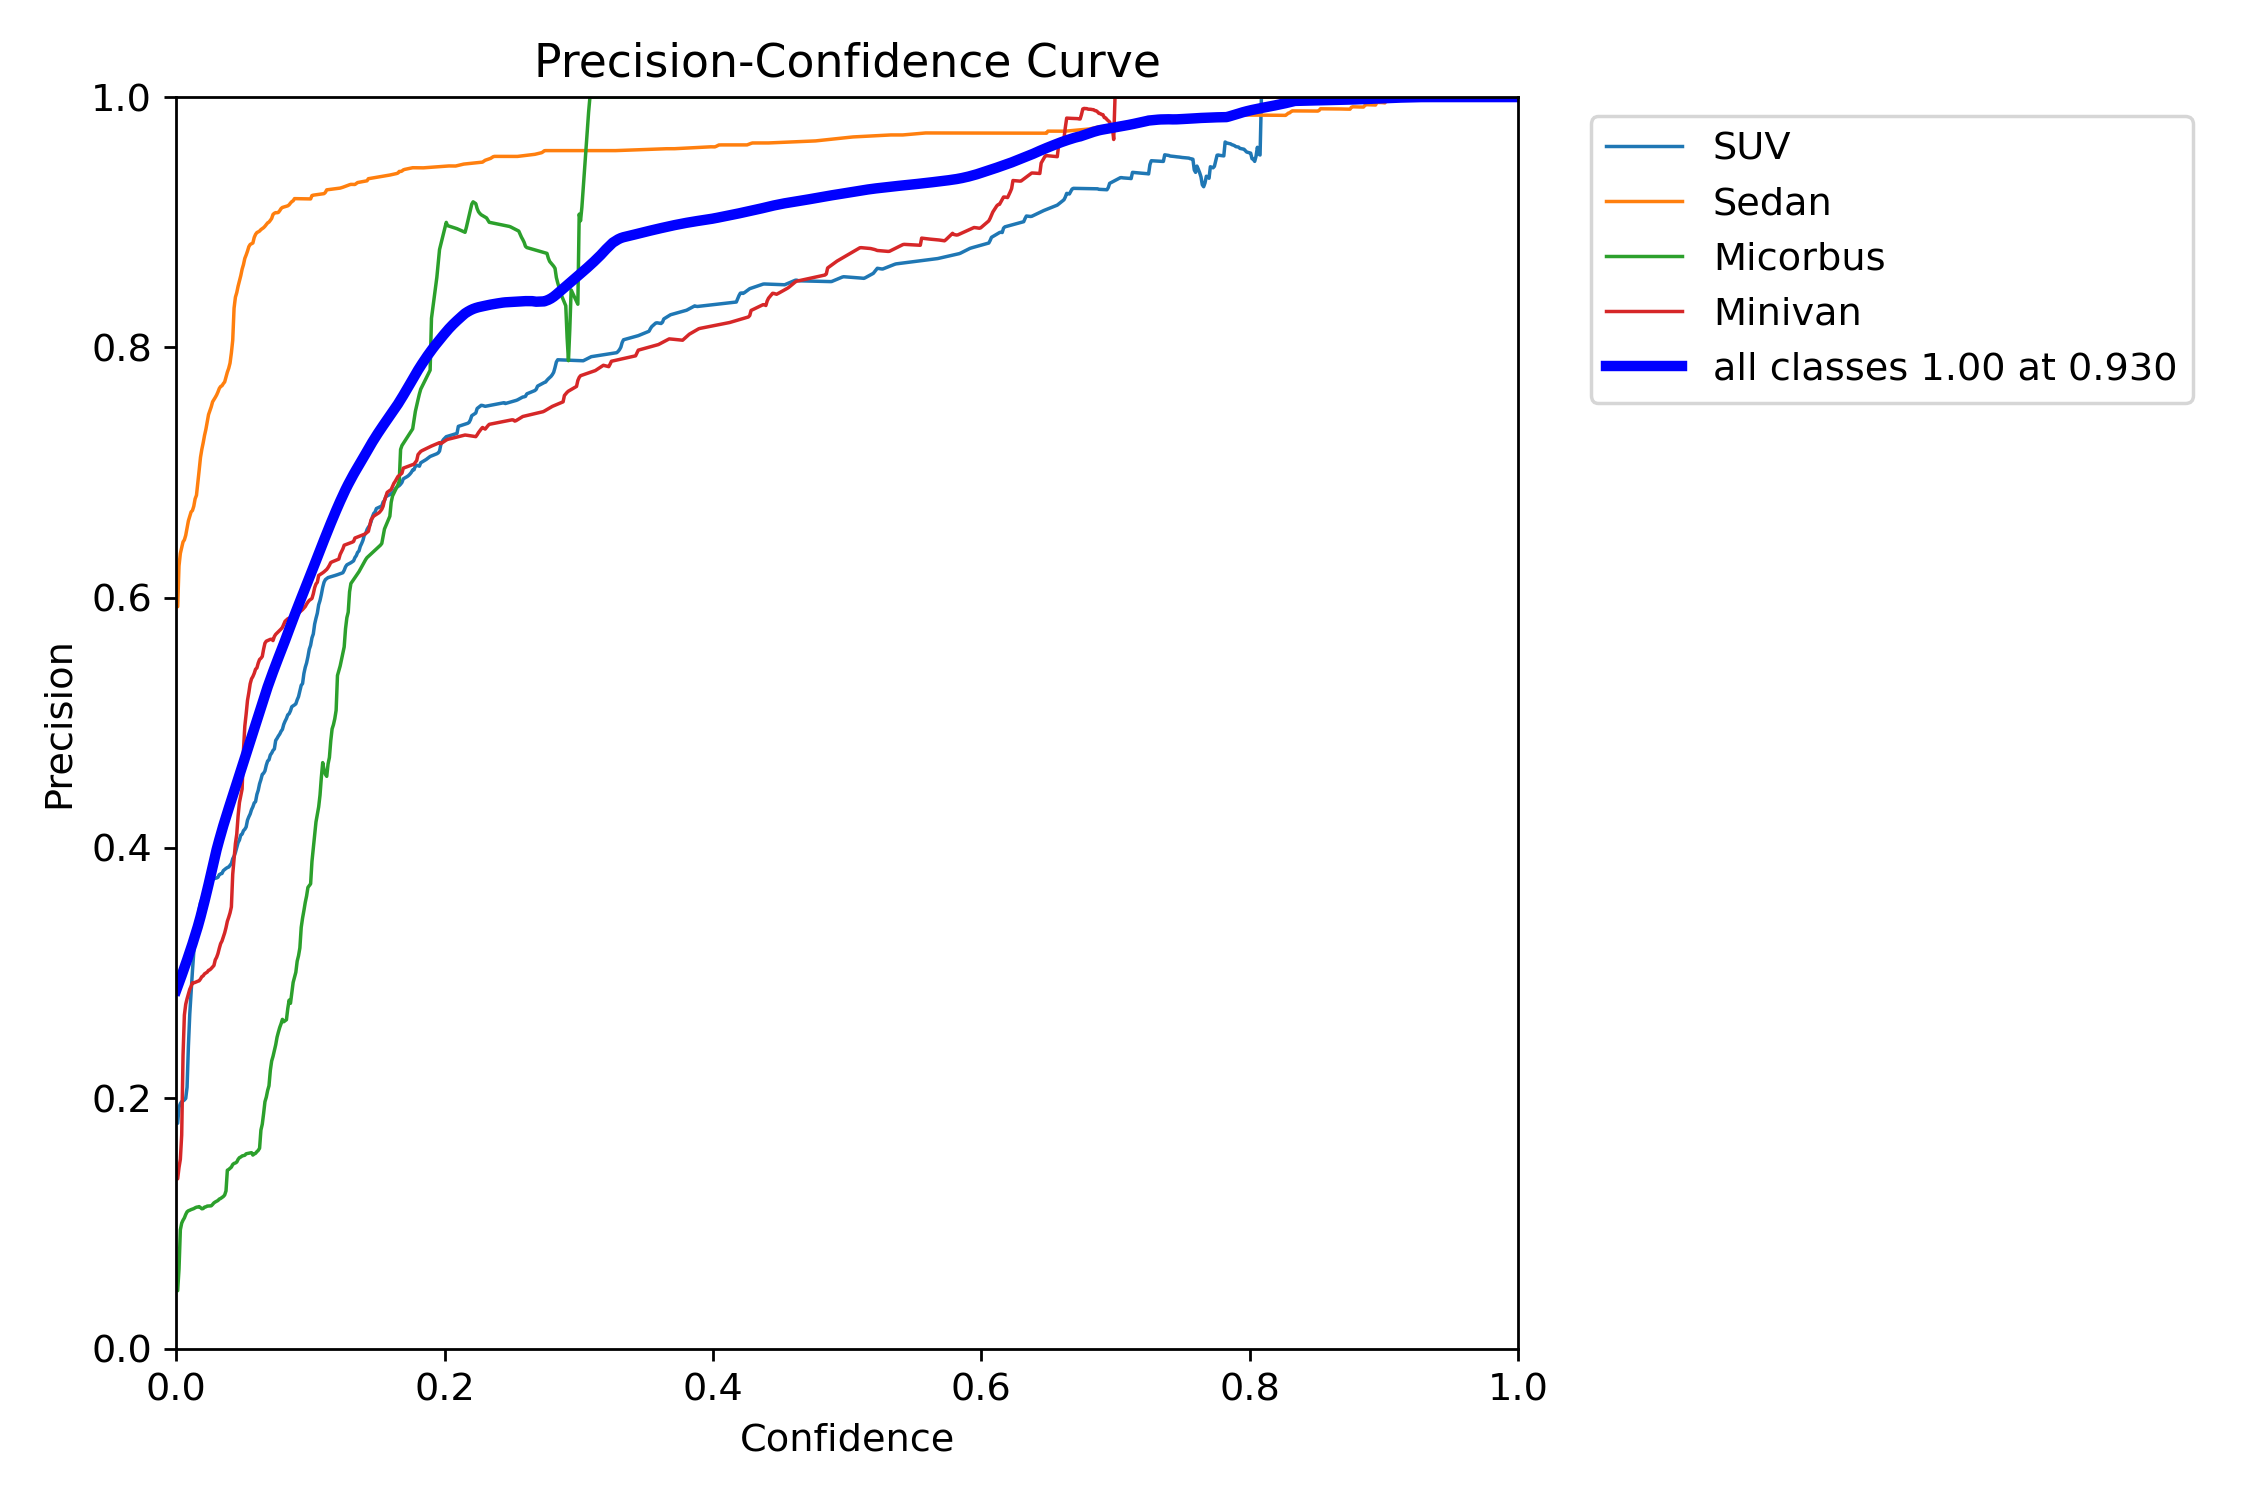 Precision-Confidence Curve
1.0
0.8
0.6
0.4
0.2
0.0
Precision
0.0 0.2 0.4 0.6 0.8 1.0
Confidence
SUV
Sedan
Micorbus
Minivan
all classes 1.00 at 0.930